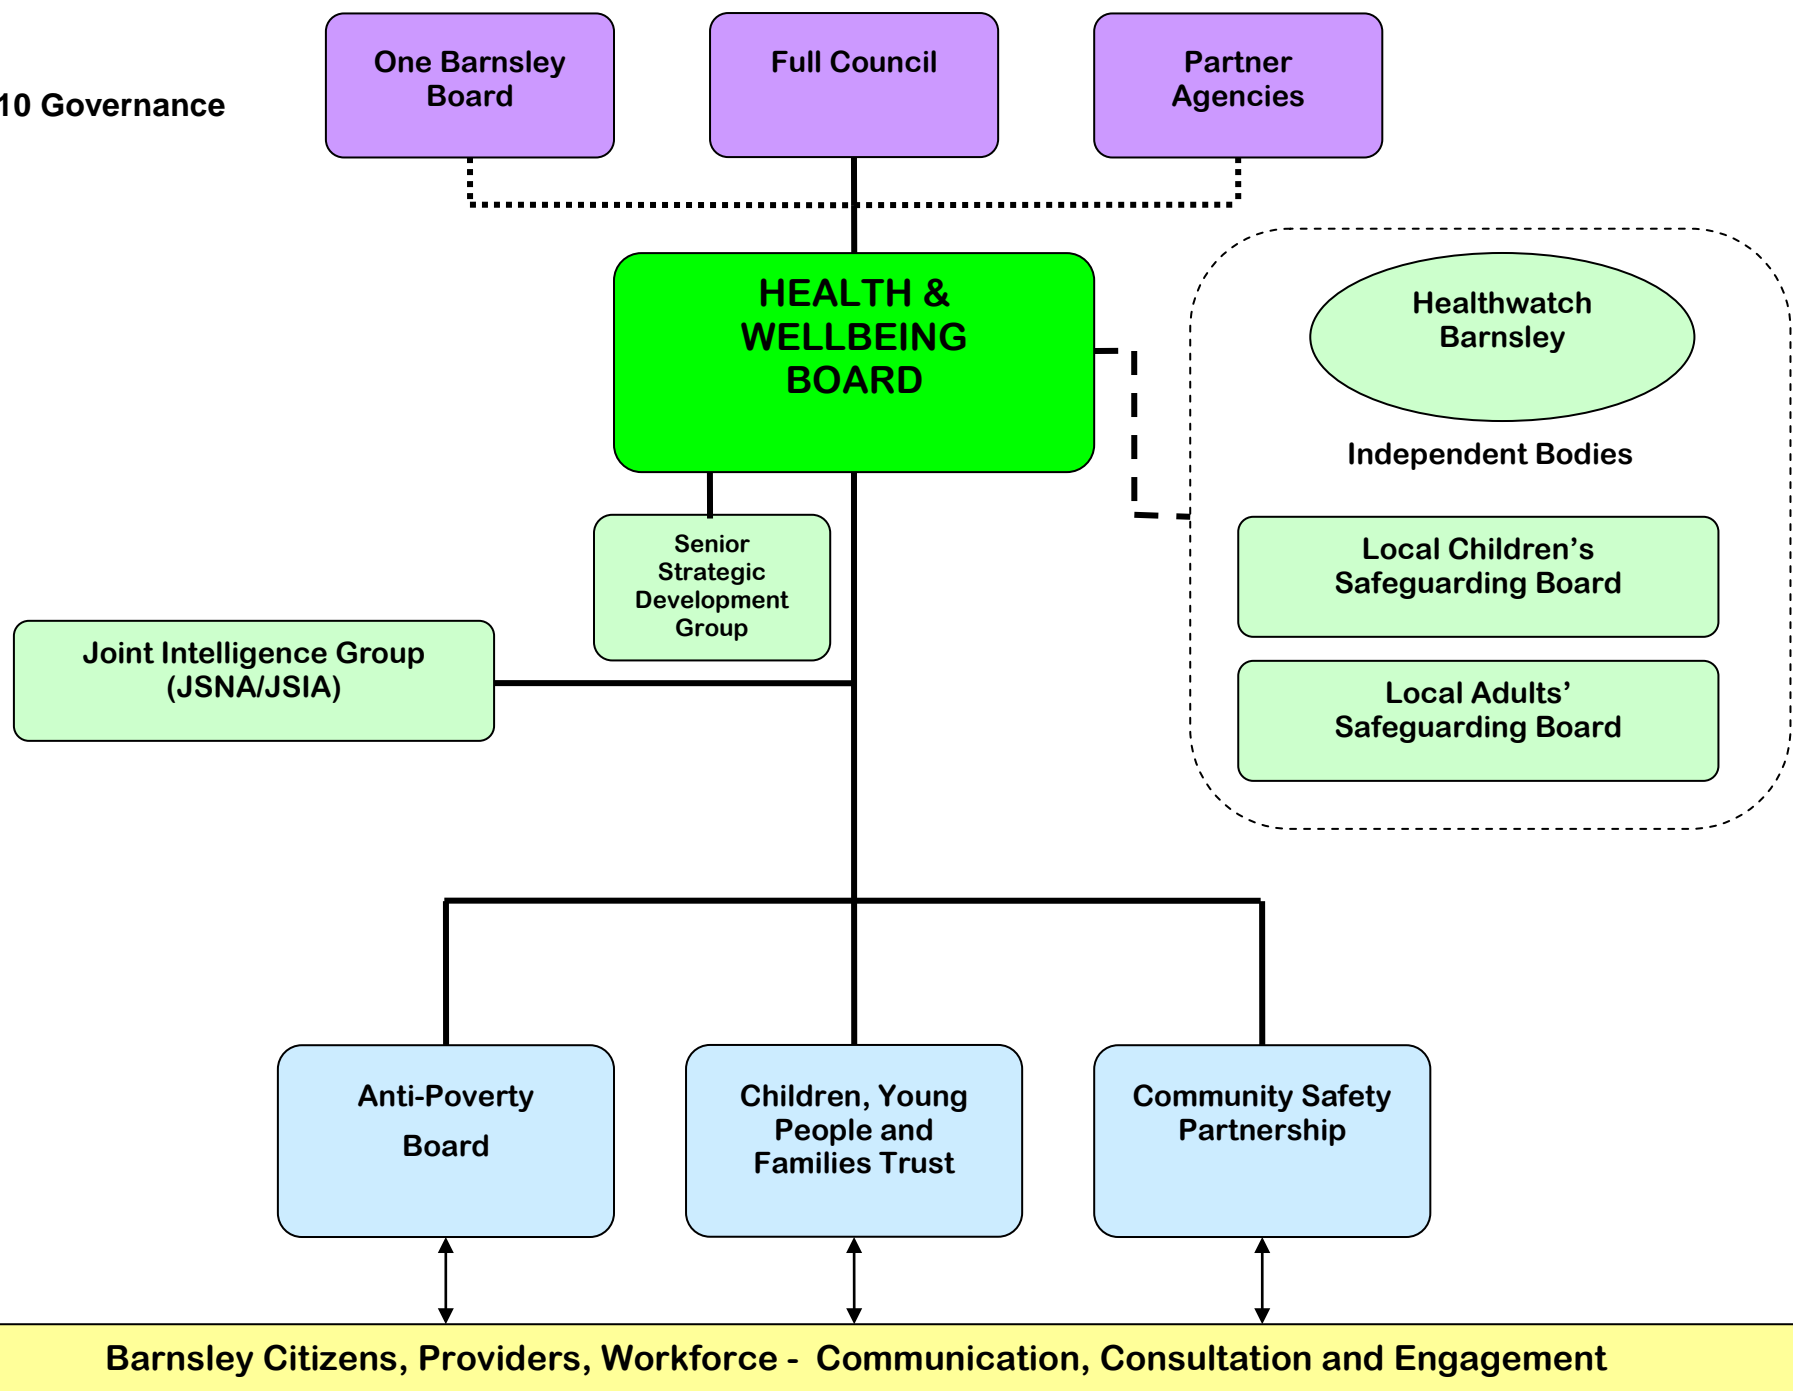 10 Governance
One Barnsley
Board
Full Council
Partner
Agencies
HEALTH &
WELLBEING
BOARD
Healthwatch
Barnsley
Independent Bodies
Local Children’s
Safeguarding Board
Local Adults’
Safeguarding Board
Senior
Strategic
Development
Group
Joint Intelligence Group
(JSNA/JSIA)
Anti-Poverty
Board
Children, Young
People and
Families Trust
Community Safety
Partnership
Barnsley Citizens, Providers, Workforce - Communication, Consultation and Engagement